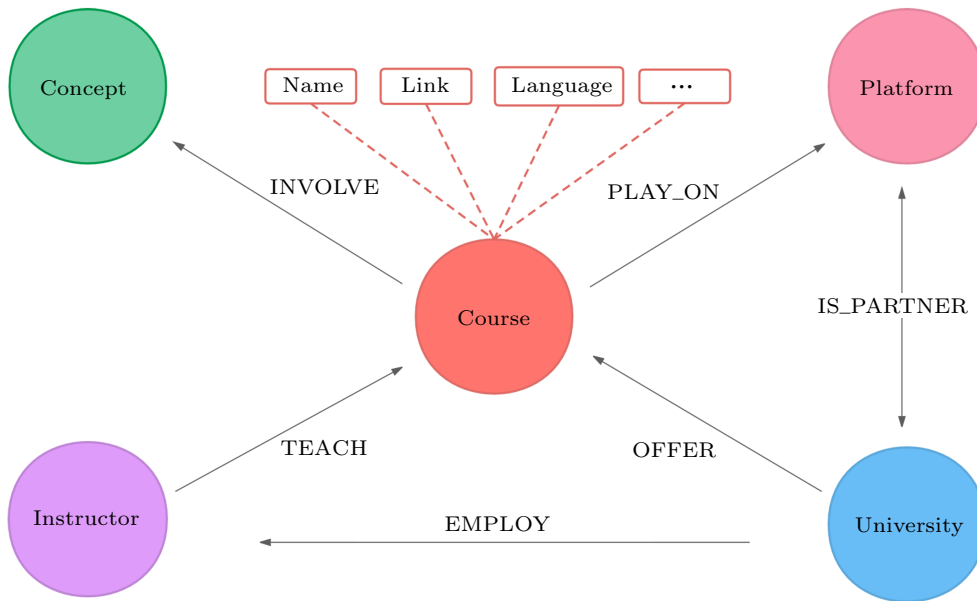 Concept
Name
Link
Language
...
Platform
INVOLVE
PLAY_ON
Course
IS_PARTNER
TEACH
OFFER
Instructor
EMPLOY
University